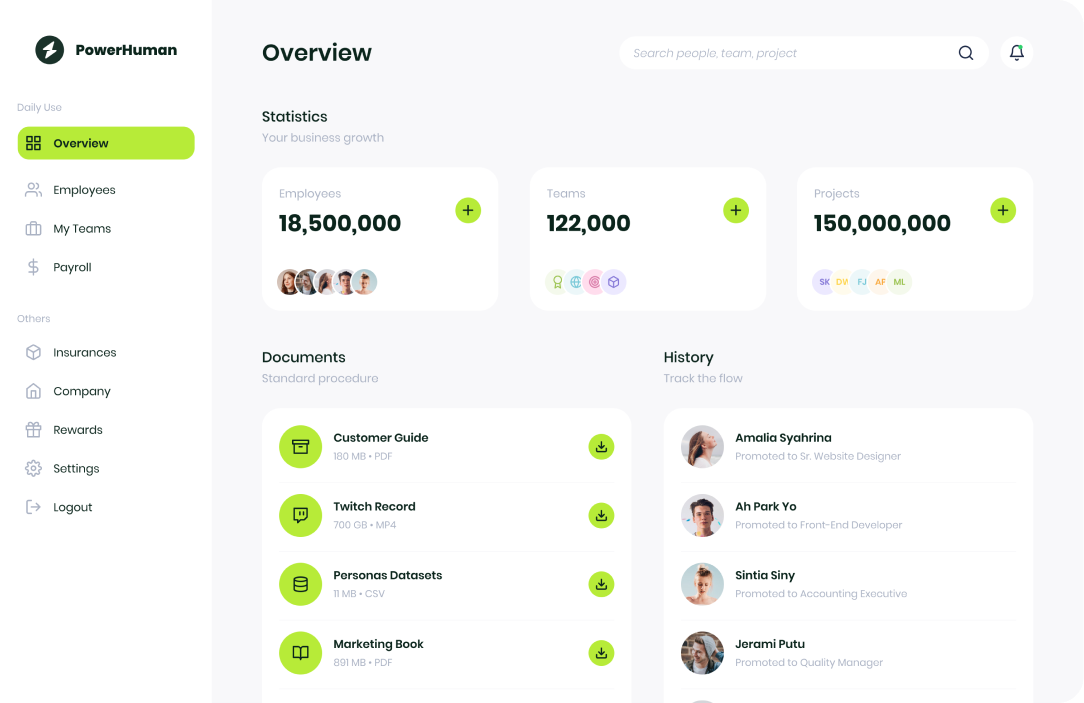 PowerHuman
Daily Use
Overview
Employees
My Teams
Payroll
Others
Insurances
Company
Rewards
Settings
Logout
Overview
Search people, team, project
Statistics
Your business growth
Employees
18,500,000
Teams
122,000
Projects
150,000,000
SK DW FJ AF ML
Documents
Standard procedure
Customer Guide
180 MB • PDF
Twitch Record
700 GB • MP4
Personas Datasets
11 MB • CSV
Marketing Book
891 MB • PDF
History
Track the flow
Amalia Syahrina
Promoted to Sr. Website Designer
Ah Park Yo
Promoted to Front-End Developer
Sintia Siny
Promoted to Accounting Executive
Jerami Putu
Promoted to Quality Manager